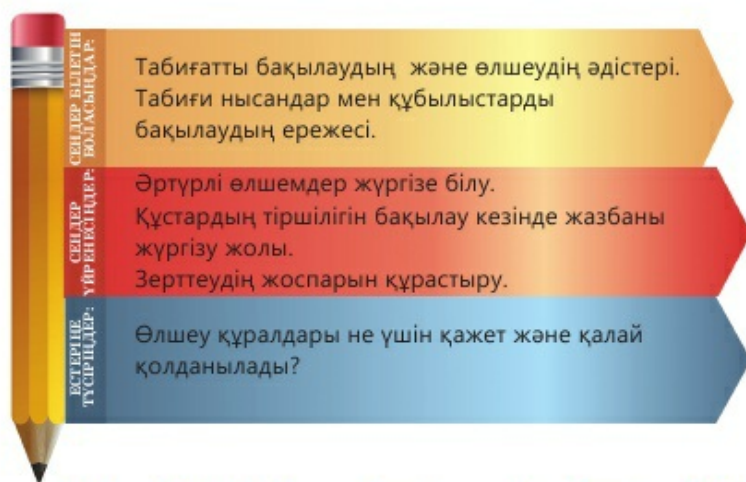 СЕНДЕР БІЛЕТІН
БОЛАСЫҢДАР:
Табиғатты бақылаудың және өлшеудің әдістері.
Табиғи нысандар мен құбылыстарды
бақылаудың ережесі.
СЕНДЕР
ҮЙРЕНЕСІҢДЕР:
Әртүрлі өлшемдер жүргізе білу.
Құстардың тіршілігін бақылау кезінде жазбаны
жүргізу жолы.
Зерттеудің жоспарын құрастыру.
ЕСТЕРІҢЕ
ТҮСІРІҢДЕР:
Өлшеу құралдары не үшін қажет және қалай
қолданылады?